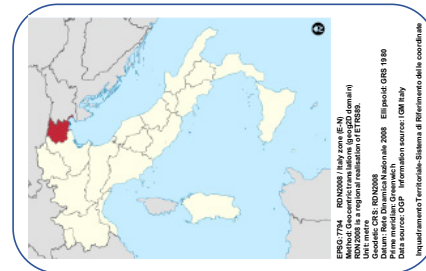 EPSG:7794 RDN2008 / Italy zone (E-N)
Method: Geocentric translations (geog2D domain)
RDN2008 is a regional realisation of ETRS89.
Unit: metre
Geodetic CRS: RDN2008
Datum: Rete Dinamica Nazionale 2008 Ellipsoid: GRS 1980
Prime meridian: Greenwich
Data source: OGP Information source: IGM Italy
Inquadramento Territoriale-Sistema di Riferimento delle coordinate